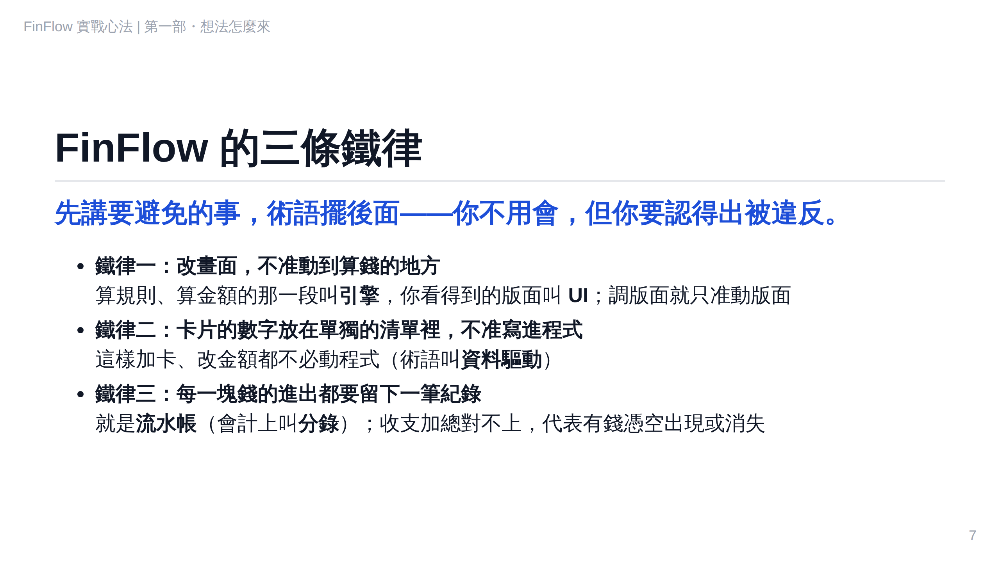 FinFlow 實戰心法 | 第一部・想法怎麼來
FinFlow 的三條鐵律
先講要避免的事，術語擺後面——你不用會，但你要認得出被違反。
• 鐵律一：改畫面，不准動到算錢的地方
算規則、算金額的那一段叫引擎，你看得到的版面叫 UI；調版面就只准動版面
• 鐵律二：卡片的數字放在單獨的清單裡，不准寫進程式
這樣加卡、改金額都不必動程式（術語叫資料驅動）
• 鐵律三：每一塊錢的進出都要留下一筆紀錄
就是流水帳（會計上叫分錄）；收支加總對不上，代表有錢憑空出現或消失
7